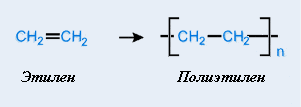 CH₂=CH₂ → [-CH₂-CH₂-]n
Этилен Полиэтилен